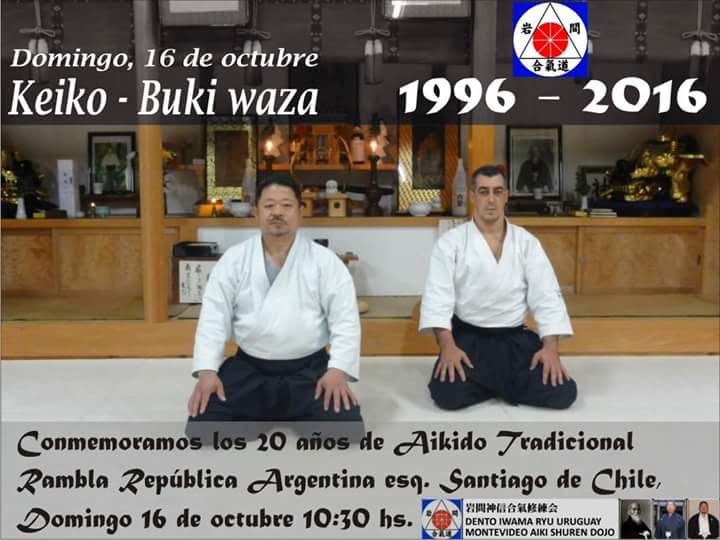 Domingo, 16 de octubre
Keiko - Buki waza
岩 間
合氣道
1996 - 2016
Conmemoramos los 20 años de Aikido Tradicional
Rambla República Argentina esq. Santiago de Chile,
Domingo 16 de octubre 10:30 hs.
岩間神信合氣修練会
DENTO IWAMA RYU URUGUAY
MONTEVIDEO AIKI SHUREN DOJO